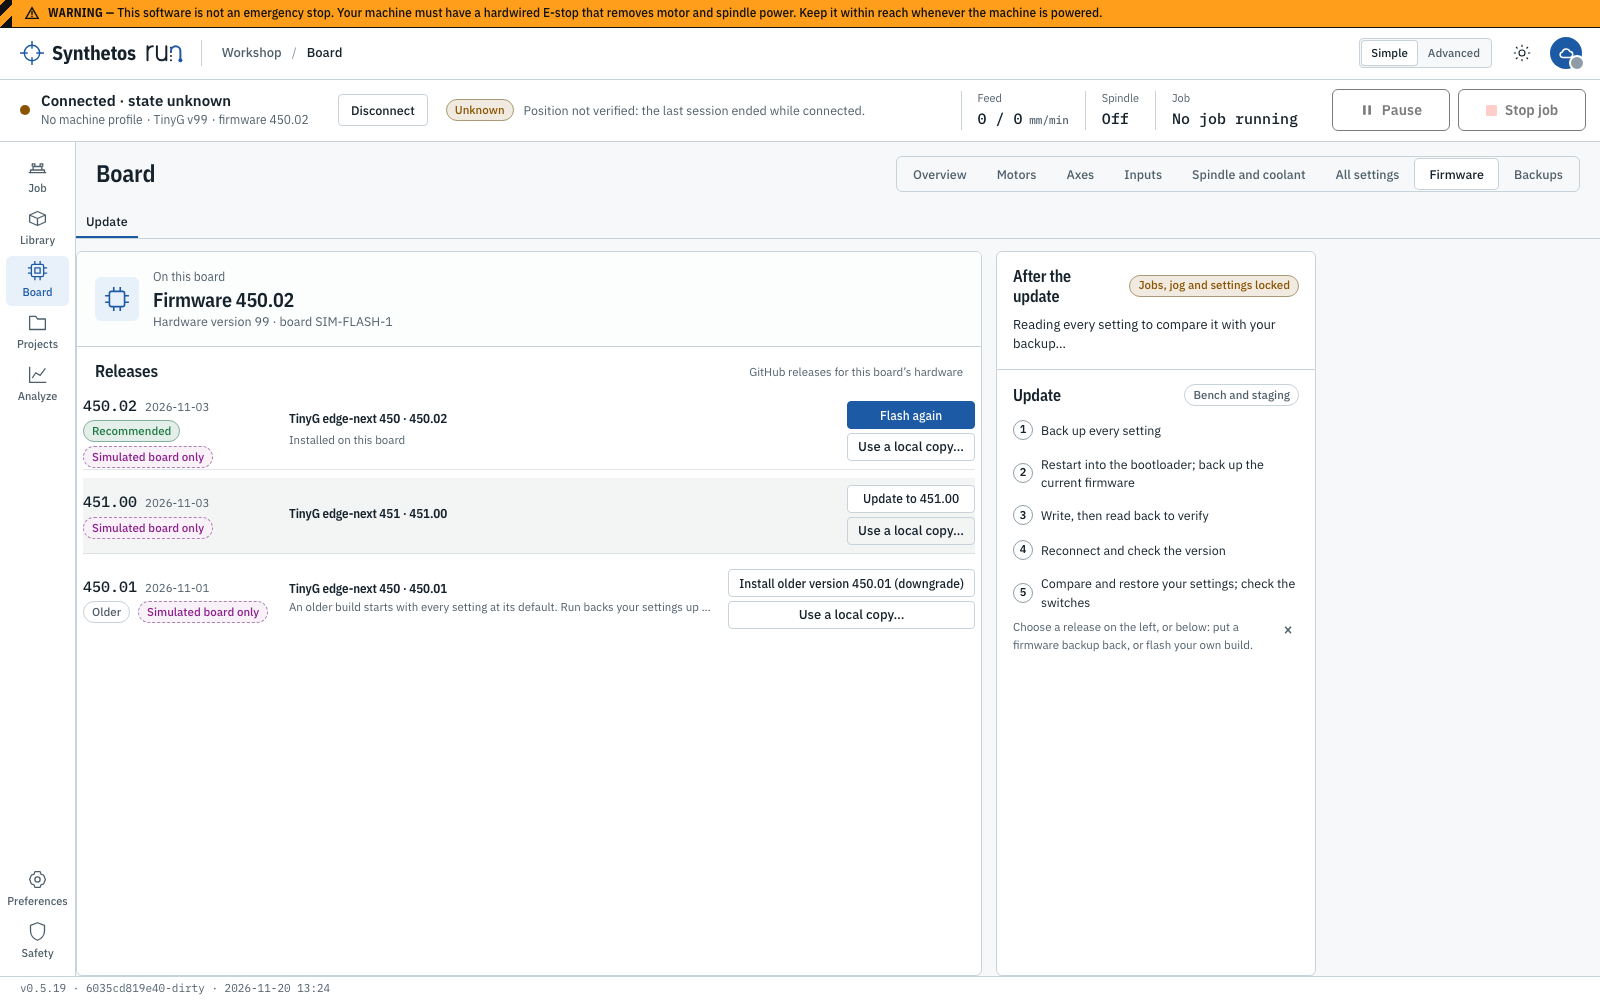 WARNING — This software is not an emergency stop. Your machine must have a hardwired E-stop that removes motor and spindle power. Keep it within reach whenever the machine is powered.
Synthetos run
Workshop / Board
Simple Advanced
Connected · state unknown
No machine profile · TinyG v99 · firmware 450.02
Disconnect
Unknown
Position not verified: the last session ended while connected.
Feed
0 / 0 mm/min
Spindle
Off
Job
No job running
Pause
Stop job
Job
Library
Board
Projects
Analyze
Preferences
Safety
Board
Overview Motors Axes Inputs Spindle and coolant All settings Firmware Backups
Update
On this board
Firmware 450.02
Hardware version 99 · board SIM-FLASH-1
Releases
GitHub releases for this board’s hardware
450.02 2026-11-03
Recommended
Simulated board only
TinyG edge-next 450 · 450.02
Installed on this board
Flash again
Use a local copy...
451.00 2026-11-03
Simulated board only
TinyG edge-next 451 · 451.00
Update to 451.00
Use a local copy...
450.01 2026-11-01
Older Simulated board only
TinyG edge-next 450 · 450.01
An older build starts with every setting at its default. Run backs your settings up ...
Install older version 450.01 (downgrade)
Use a local copy...
After the
update
Jobs, jog and settings locked
Reading every setting to compare it with your
backup...
Update
Bench and staging
1 Back up every setting
2 Restart into the bootloader; back up the
current firmware
3 Write, then read back to verify
4 Reconnect and check the version
5 Compare and restore your settings; check the
switches
Choose a release on the left, or below: put a
firmware backup back, or flash your own build.
×
v0.5.19 · 6035cd819e40-dirty · 2026-11-20 13:24